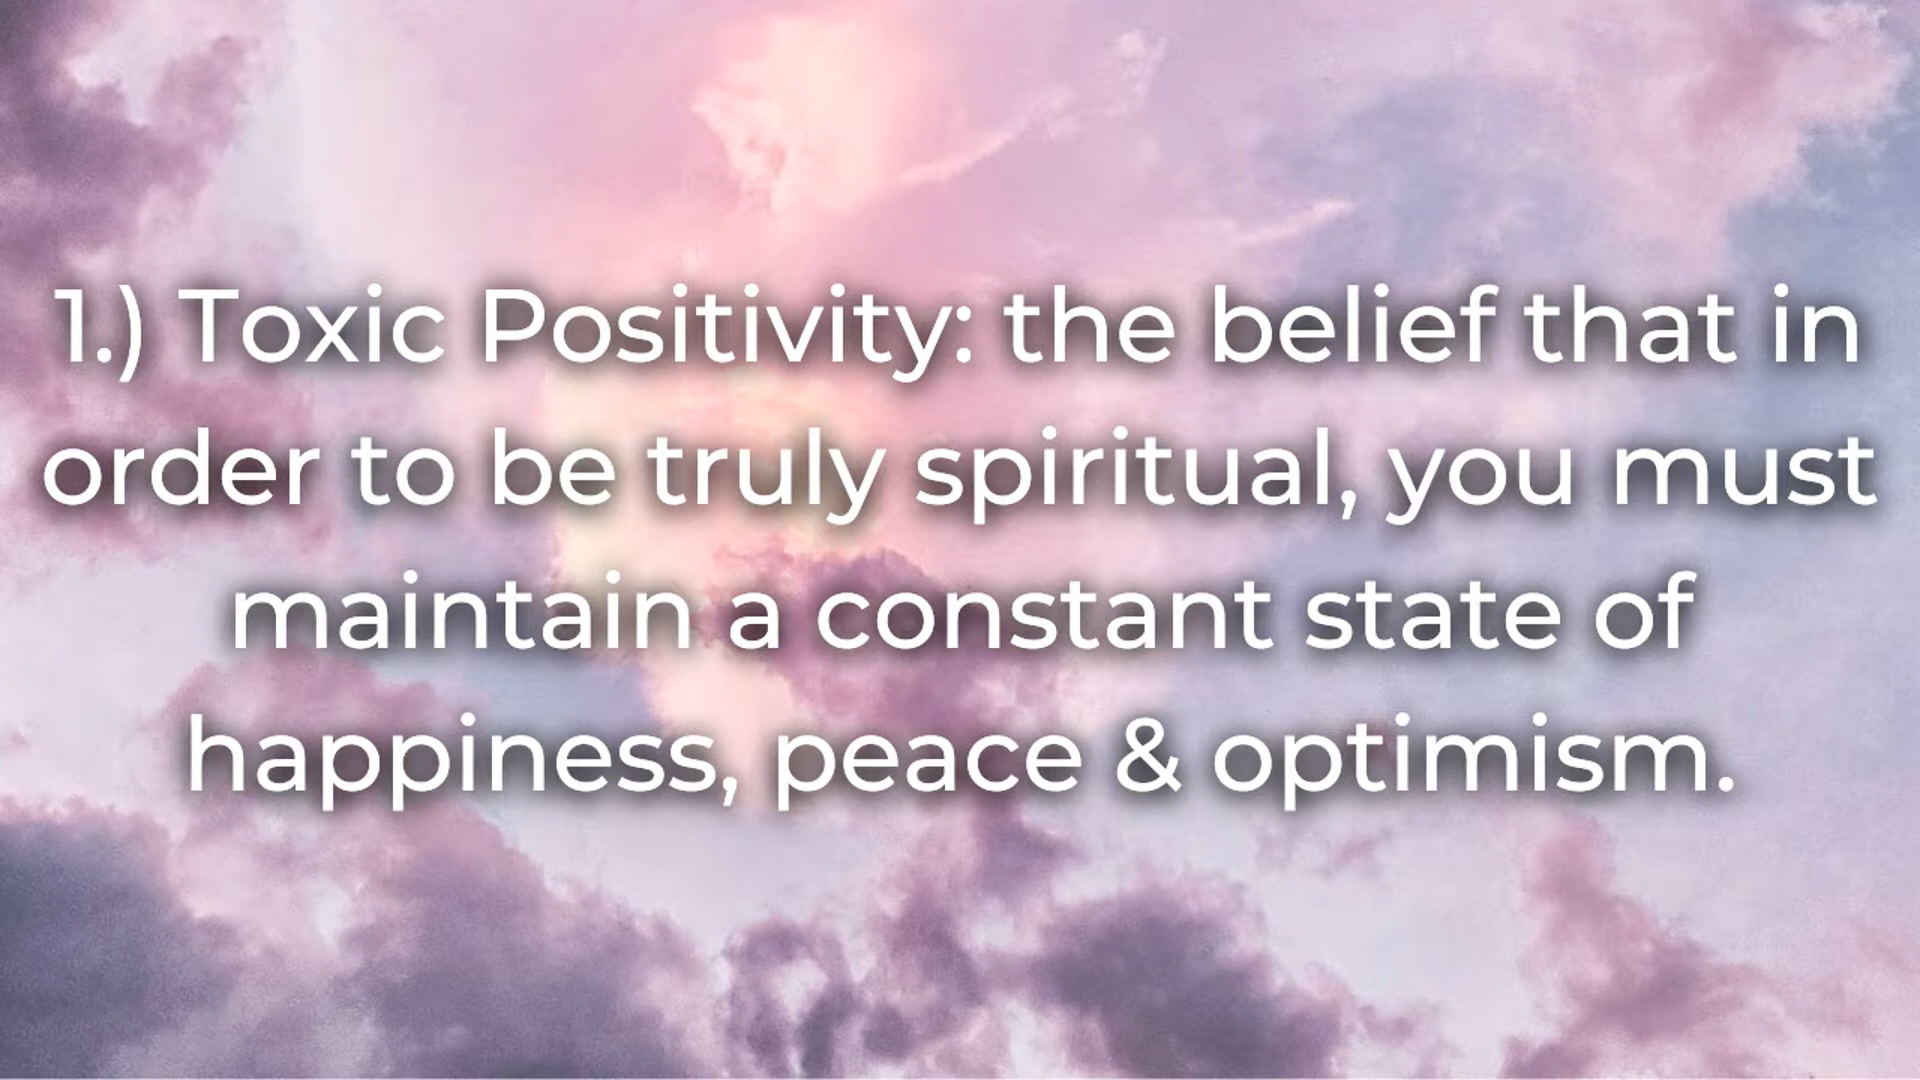 1.) Toxic Positivity: the belief that in
order to be truly spiritual, you must
maintain a constant state of
happiness, peace & optimism.